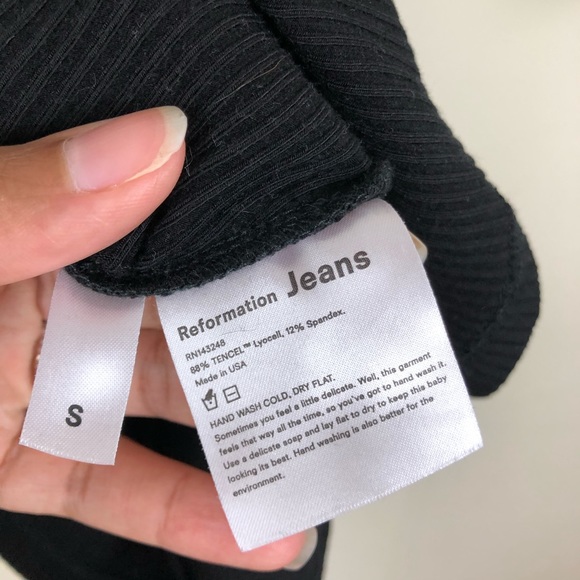 Reformation Jeans
RN143246
88% TENCEL™ Lyocell, 12% Spandex.
Made in USA
HAND WASH COLD, DRY FLAT.
Sometimes you feel a little delicate. Well, this garment
feels that way all the time, so you've got to hand wash it.
Use a delicate soap and lay flat to dry to keep this baby
looking its best. Hand washing is also better for the
environment.
S